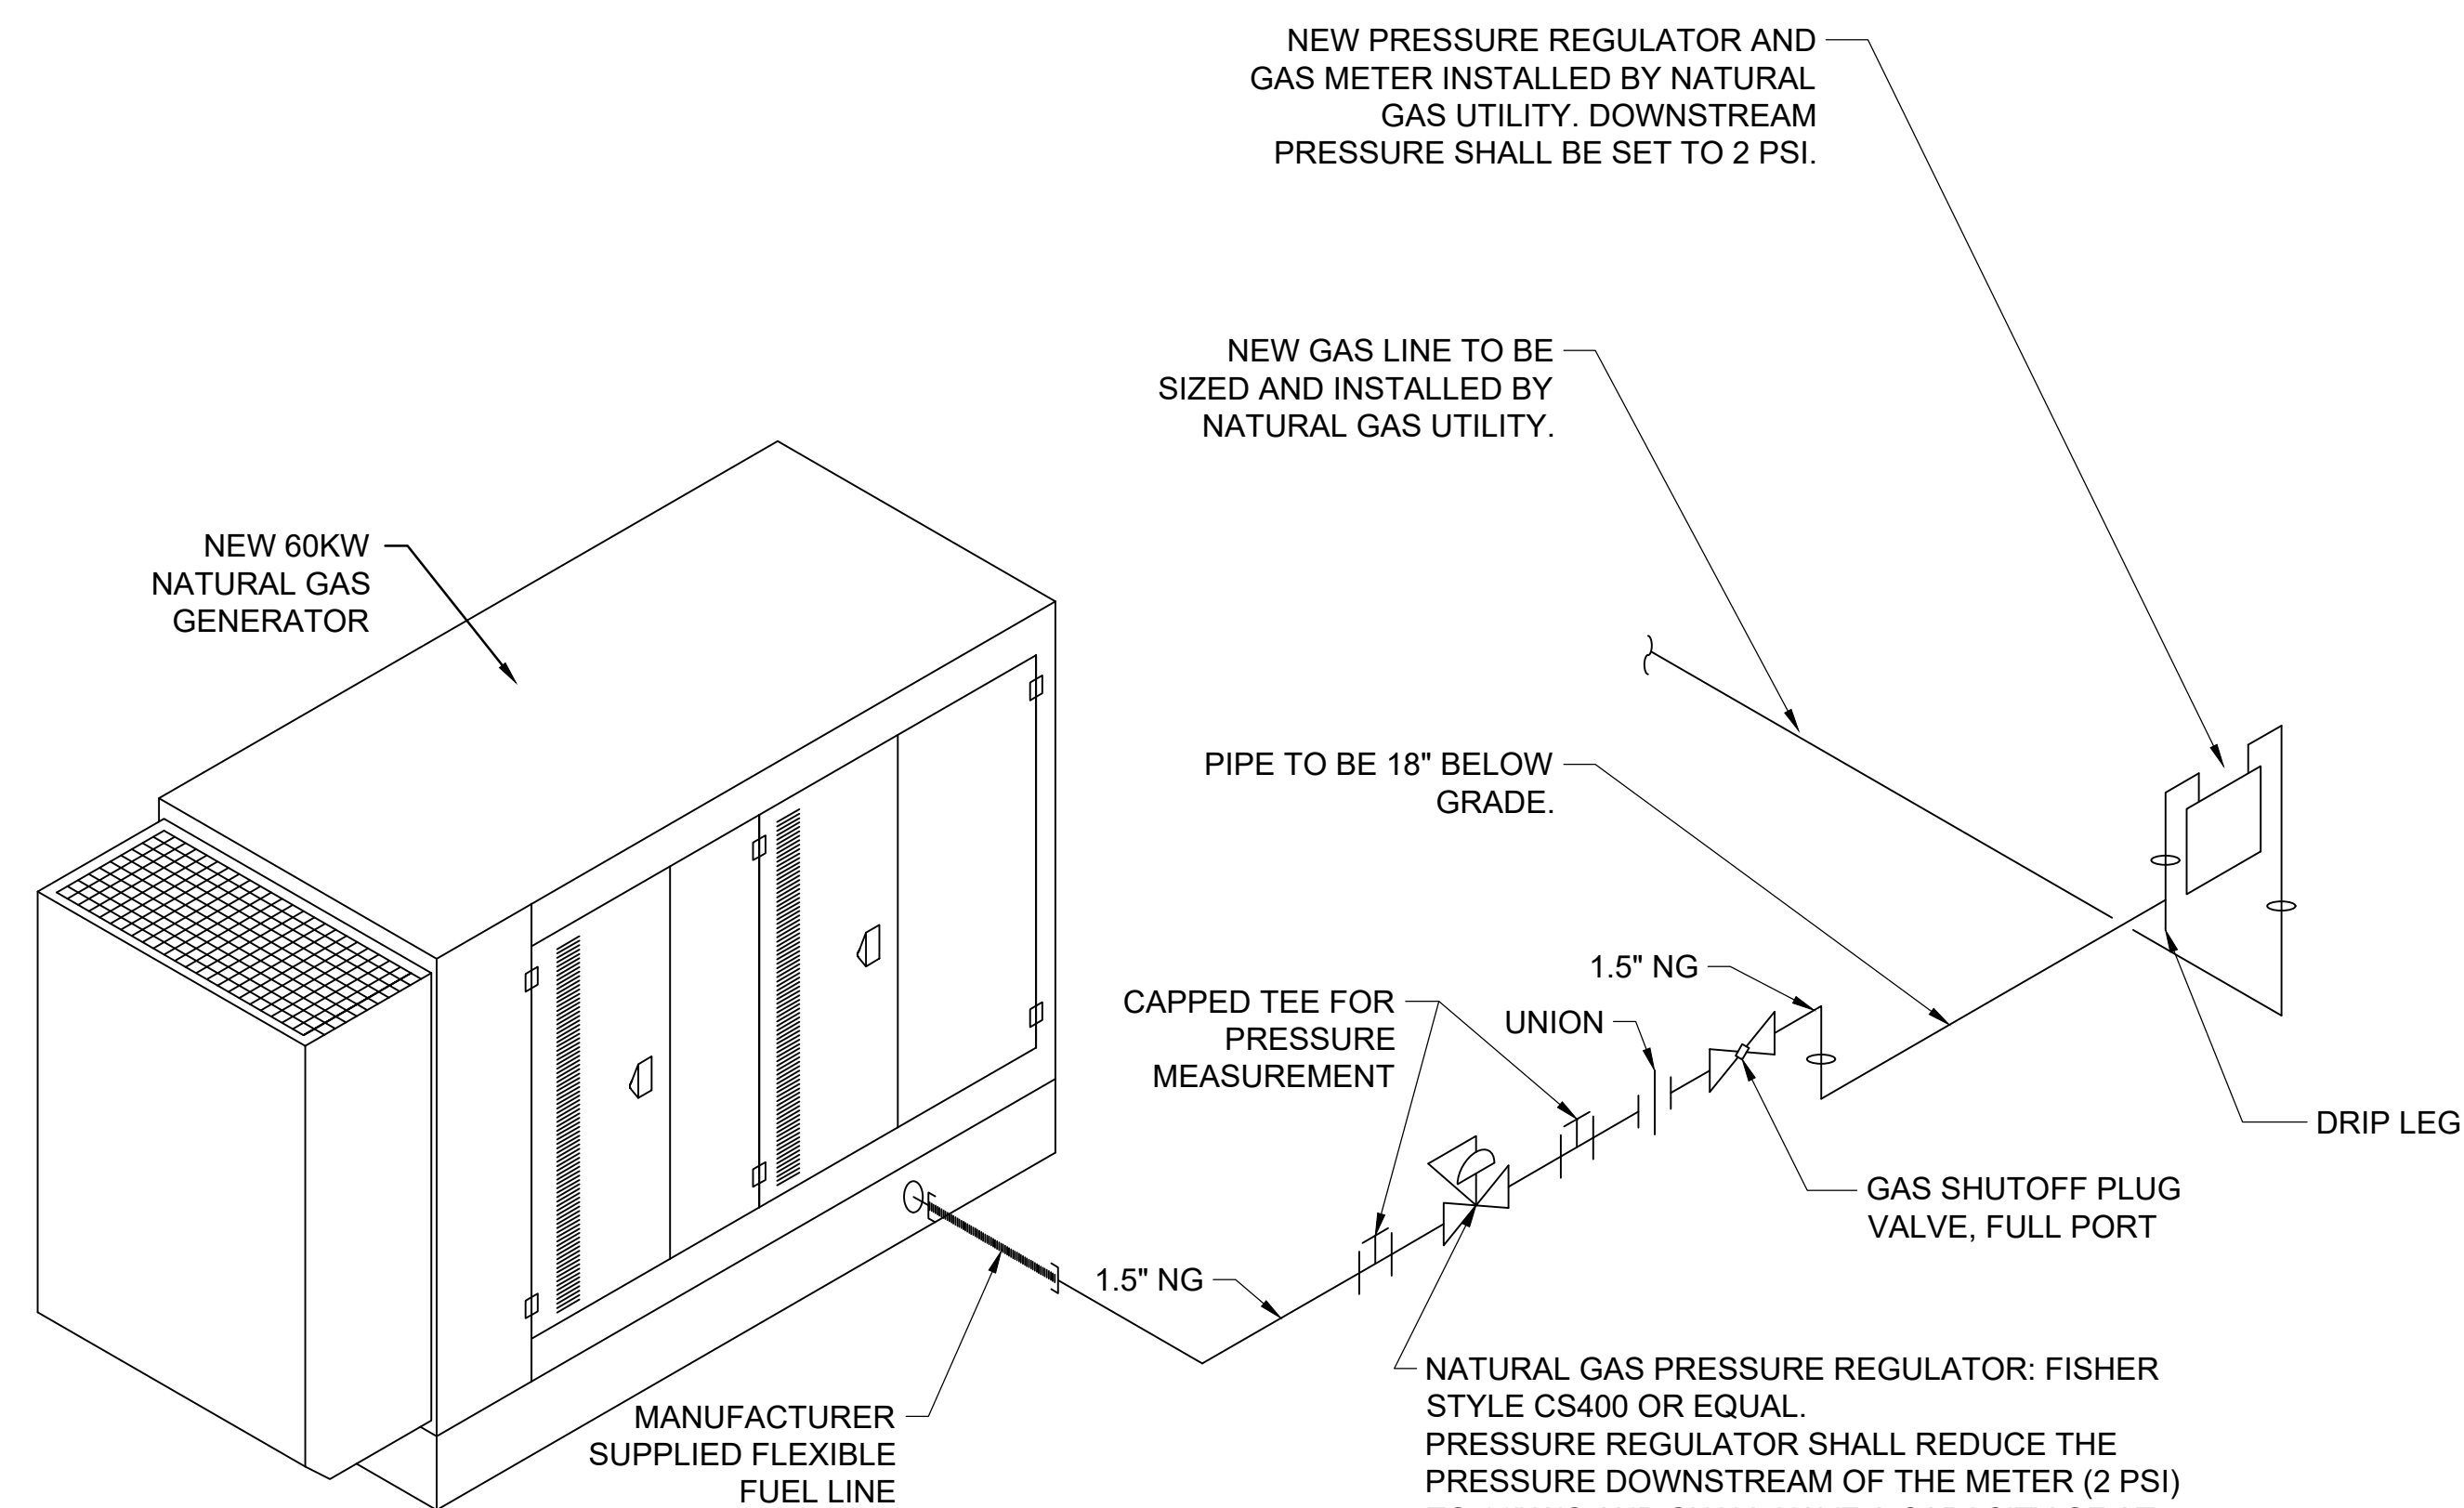 NEW PRESSURE REGULATOR AND
GAS METER INSTALLED BY NATURAL
GAS UTILITY. DOWNSTREAM
PRESSURE SHALL BE SET TO 2 PSI.
NEW GAS LINE TO BE
SIZED AND INSTALLED BY
NATURAL GAS UTILITY.
NEW 60KW
NATURAL GAS
GENERATOR
PIPE TO BE 18" BELOW
GRADE.
1.5" NG
CAPPED TEE FOR
PRESSURE
MEASUREMENT
UNION
DRIP LEG
GAS SHUTOFF PLUG
VALVE, FULL PORT
1.5" NG
NATURAL GAS PRESSURE REGULATOR: FISHER
STYLE CS400 OR EQUAL.
PRESSURE REGULATOR SHALL REDUCE THE
PRESSURE DOWNSTREAM OF THE METER (2 PSI)
MANUFACTURER
SUPPLIED FLEXIBLE
FUEL LINE